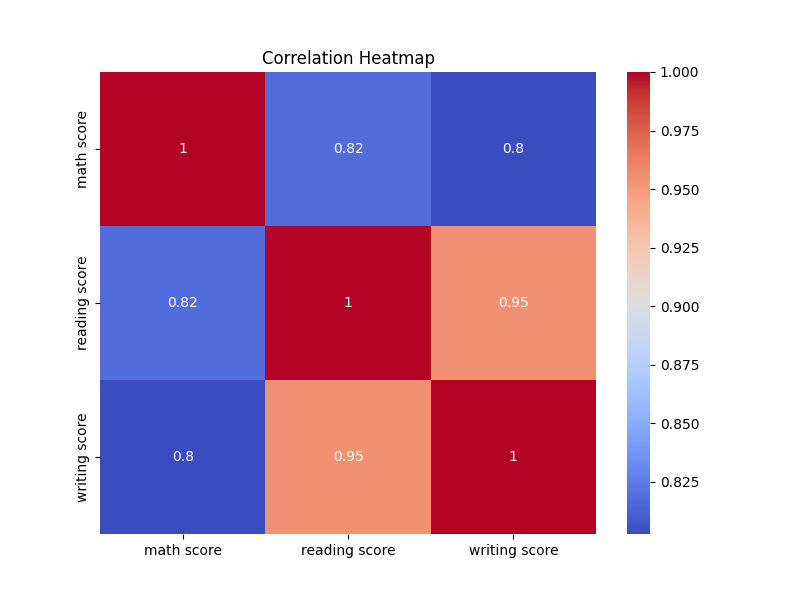 Correlation Heatmap
math score
1
0.82
0.8
reading score
0.82
1
0.95
writing score
0.8
0.95
1
math score
reading score
writing score
1.000
0.975
0.950
0.925
0.900
0.875
0.850
0.825